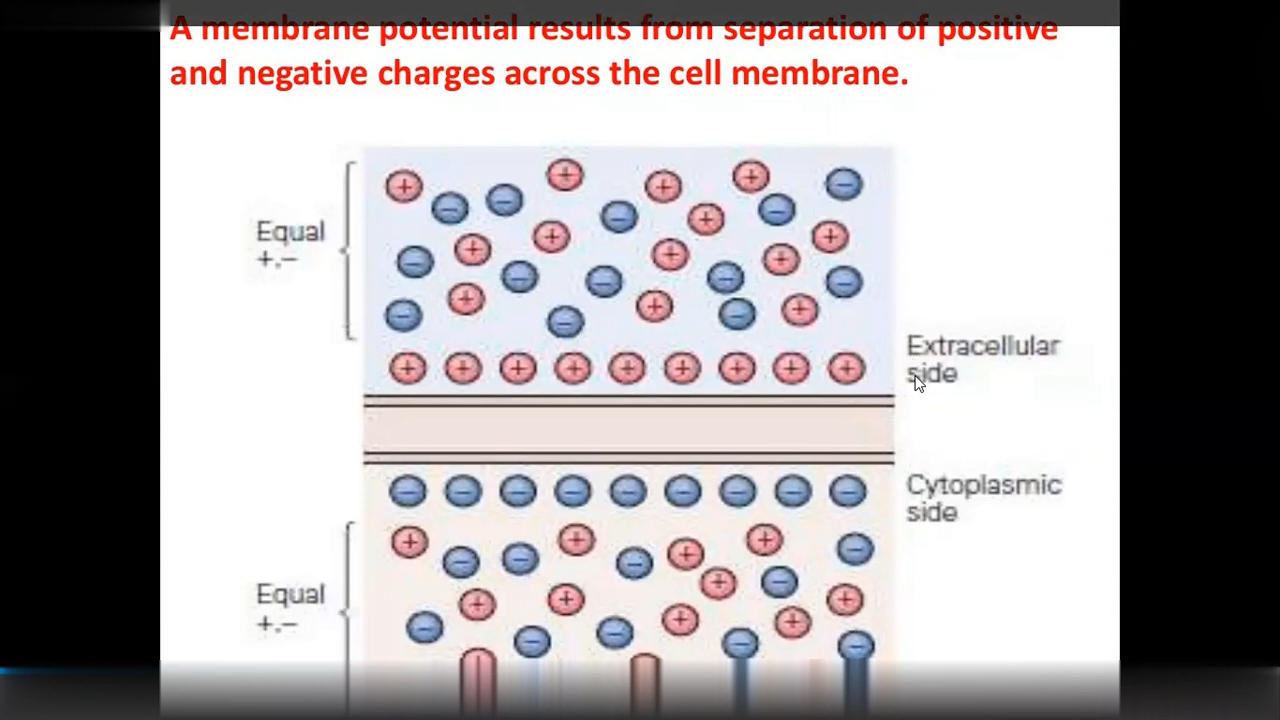 A membrane potential results from separation of positive
and negative charges across the cell membrane.
Equal
+,−
Extracellular
side
Cytoplasmic
side
Equal
+,−